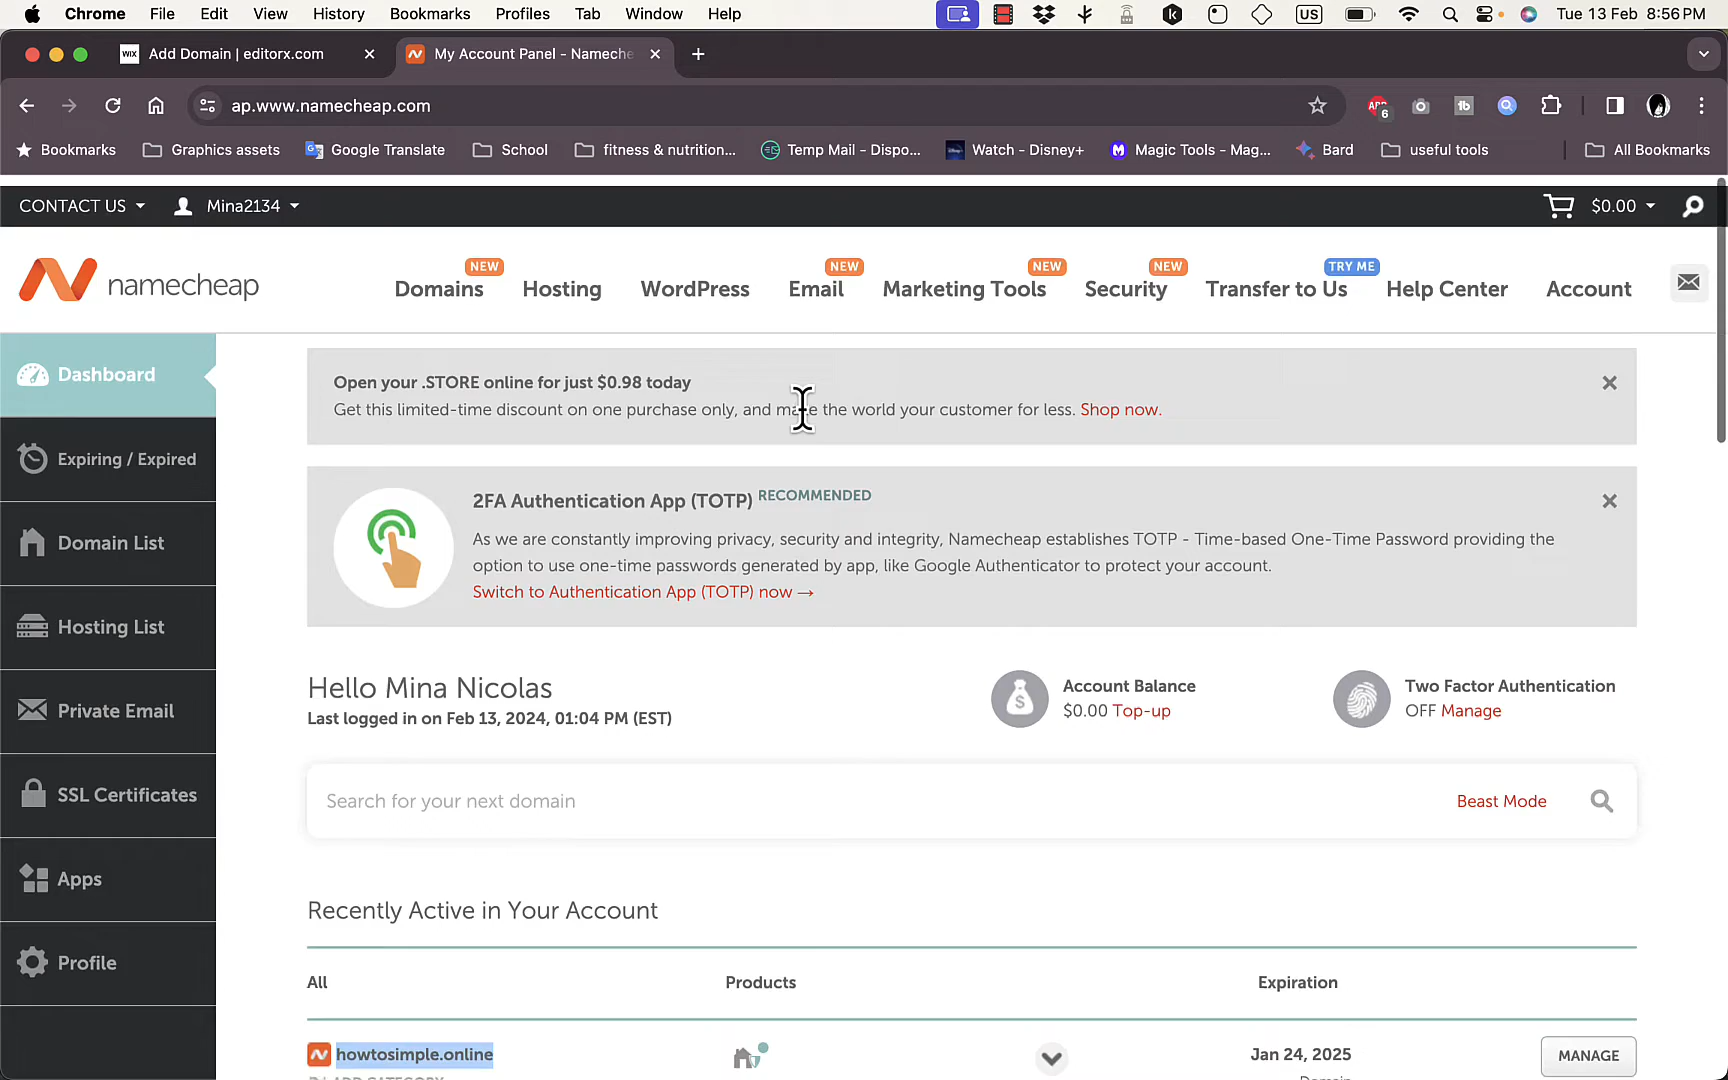 Chrome File Edit View History Bookmarks Profiles Tab Window Help US Tue 13 Feb 8:56 PM
WIX Add Domain | editorx.com My Account Panel - Nameche
ap.www.namecheap.com ABP 6 tb
Bookmarks Graphics assets Google Translate School fitness & nutrition... Temp Mail - Dispo... Watch - Disney+ Magic Tools - Mag... Bard useful tools All Bookmarks
CONTACT US Mina2134 $0.00
NEW NEW NEW NEW TRY ME
namecheap Domains Hosting WordPress Email Marketing Tools Security Transfer to Us Help Center Account
Dashboard
Expiring / Expired
Domain List
Hosting List
Private Email
SSL Certificates
Apps
Profile
Open your .STORE online for just $0.98 today
Get this limited-time discount on one purchase only, and make the world your customer for less. Shop now.
2FA Authentication App (TOTP) RECOMMENDED
As we are constantly improving privacy, security and integrity, Namecheap establishes TOTP - Time-based One-Time Password providing the
option to use one-time passwords generated by app, like Google Authenticator to protect your account.
Switch to Authentication App (TOTP) now →
Hello Mina Nicolas
Last logged in on Feb 13, 2024, 01:04 PM (EST)
Account Balance
$0.00 Top-up
Two Factor Authentication
OFF Manage
Search for your next domain Beast Mode
Recently Active in Your Account
All Products Expiration
howtosimple.online Jan 24, 2025 MANAGE
ADD CATEGORY Domain